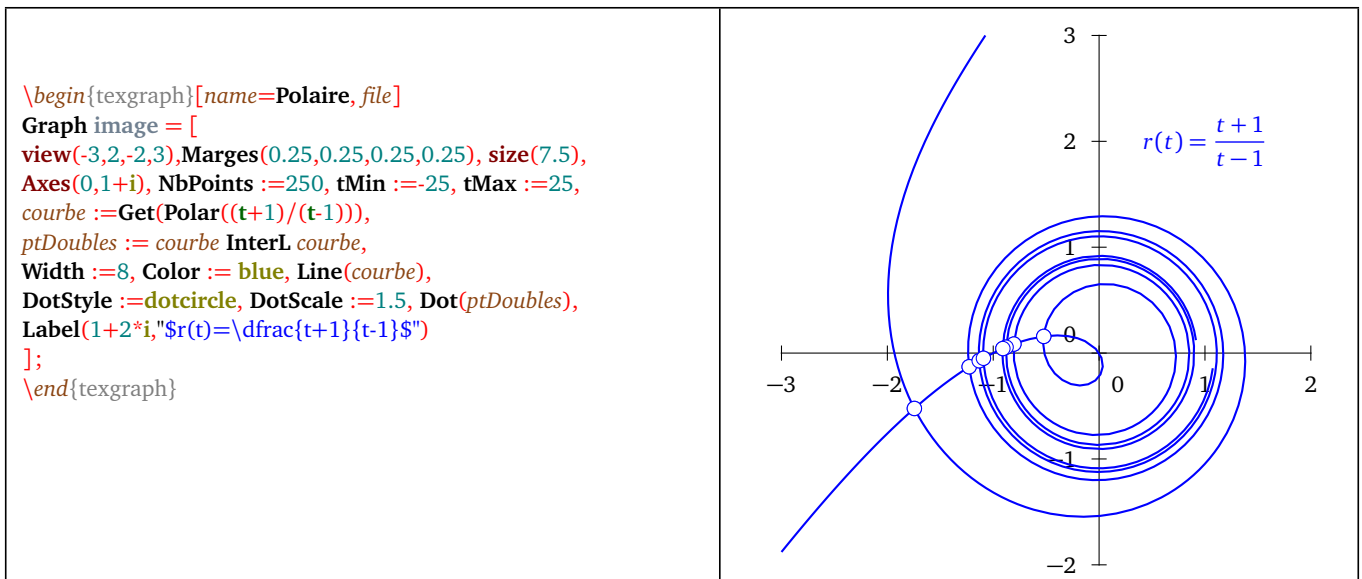 \begin{texgraph}[name=Polaire, file]
Graph image = [
view(-3,2,-2,3),Marges(0.25,0.25,0.25,0.25), size(7.5),
Axes(0,1+i), NbPoints :=250, tMin :=-25, tMax :=25,
courbe :=Get(Polar((t+1)/(t-1))),
ptDoubles := courbe InterL courbe,
Width :=8, Color := blue, Line(courbe),
DotStyle :=dotcircle, DotScale :=1.5, Dot(ptDoubles),
Label(1+2*i,"$r(t)=\dfrac{t+1}{t-1}$")
];
\end{texgraph}
3
r(t) = \frac{t+1}{t-1}
2
1
0
−3 −2 −1 0 1 2
−1
−2